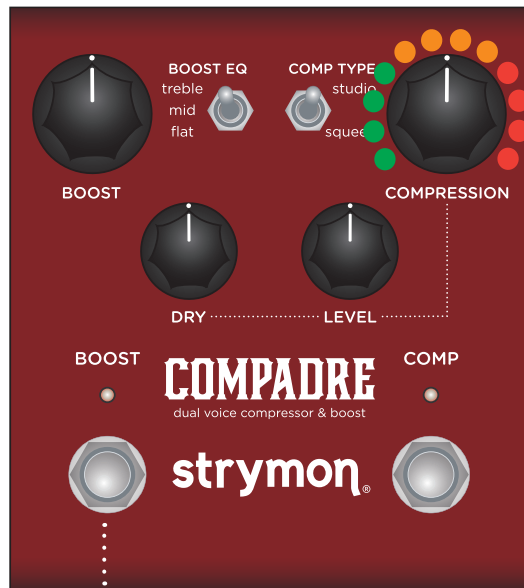 BOOST EQ
treble
mid
flat
COMP TYPE
studio
BOOST
COMPRESSION
DRY
LEVEL
BOOST
COMP
COMPADRE
dual voice compressor & boost
strymon®